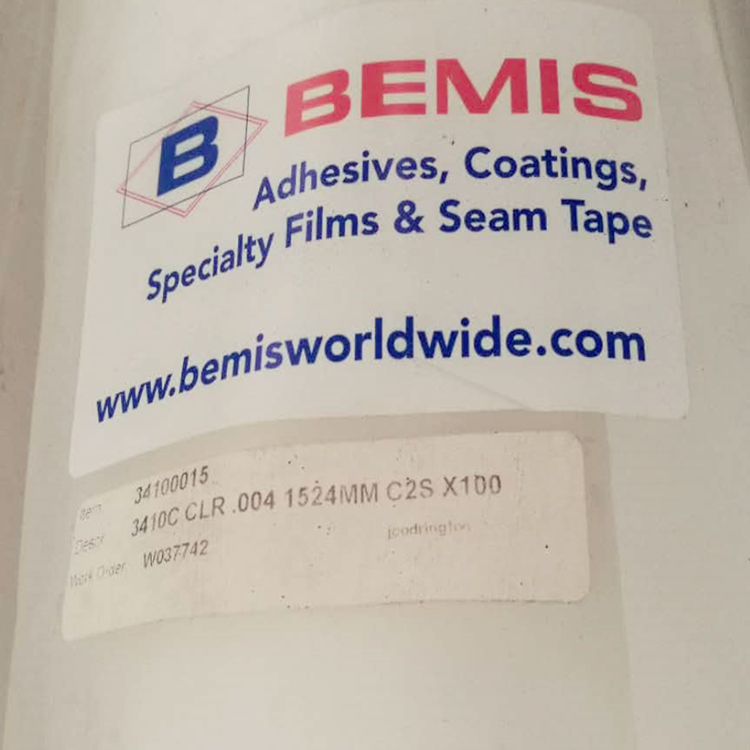 B
BEMIS
Adhesives, Coatings,
Specialty Films & Seam Tape
www.bemisworldwide.com
Item 34100015
Descr 3410C CLR .004 1524MM C2S X100
Work Order W037742
jcodrington